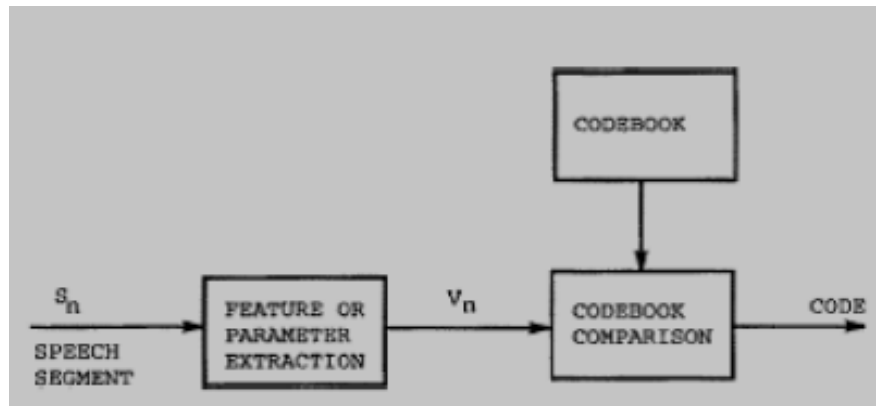 CODEBOOK
Sn
SPEECH
SEGMENT
FEATURE OR
PARAMETER
EXTRACTION
Vn
CODEBOOK
COMPARISON
CODE